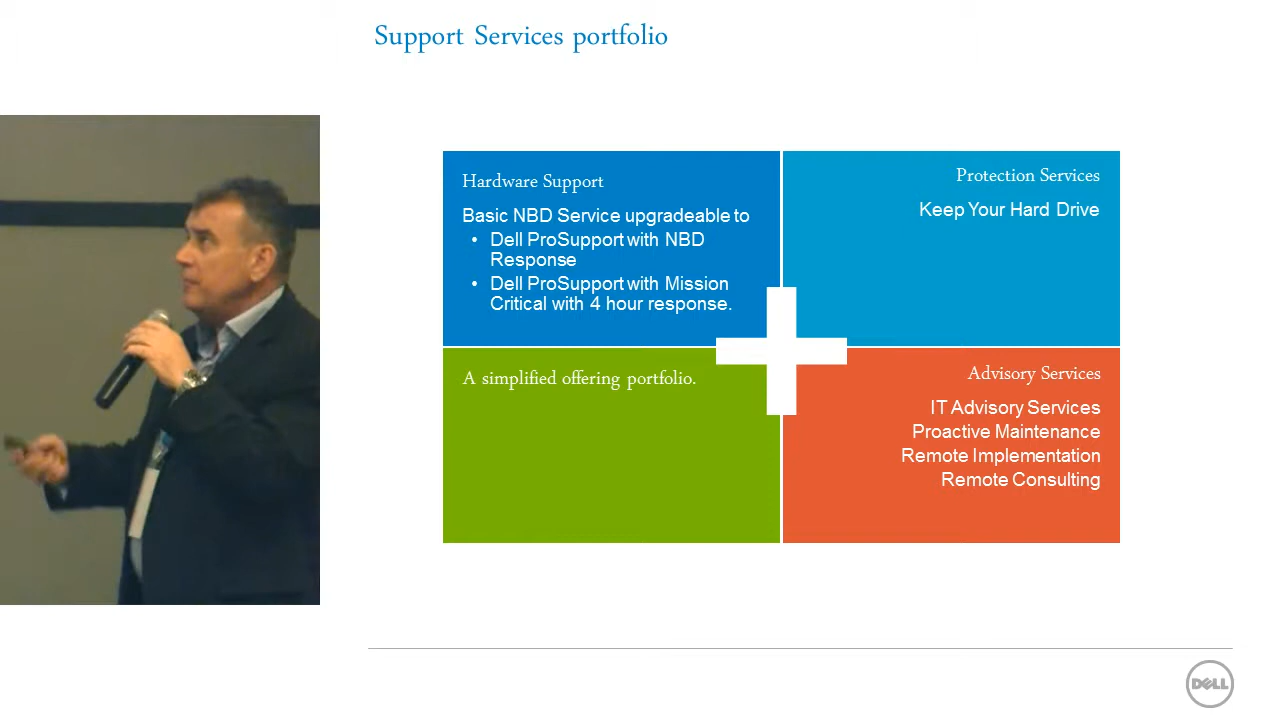 Support Services portfolio
Hardware Support
Basic NBD Service upgradeable to
• Dell ProSupport with NBD
Response
• Dell ProSupport with Mission
Critical with 4 hour response.
Protection Services
Keep Your Hard Drive
A simplified offering portfolio.
Advisory Services
IT Advisory Services
Proactive Maintenance
Remote Implementation
Remote Consulting
DELL